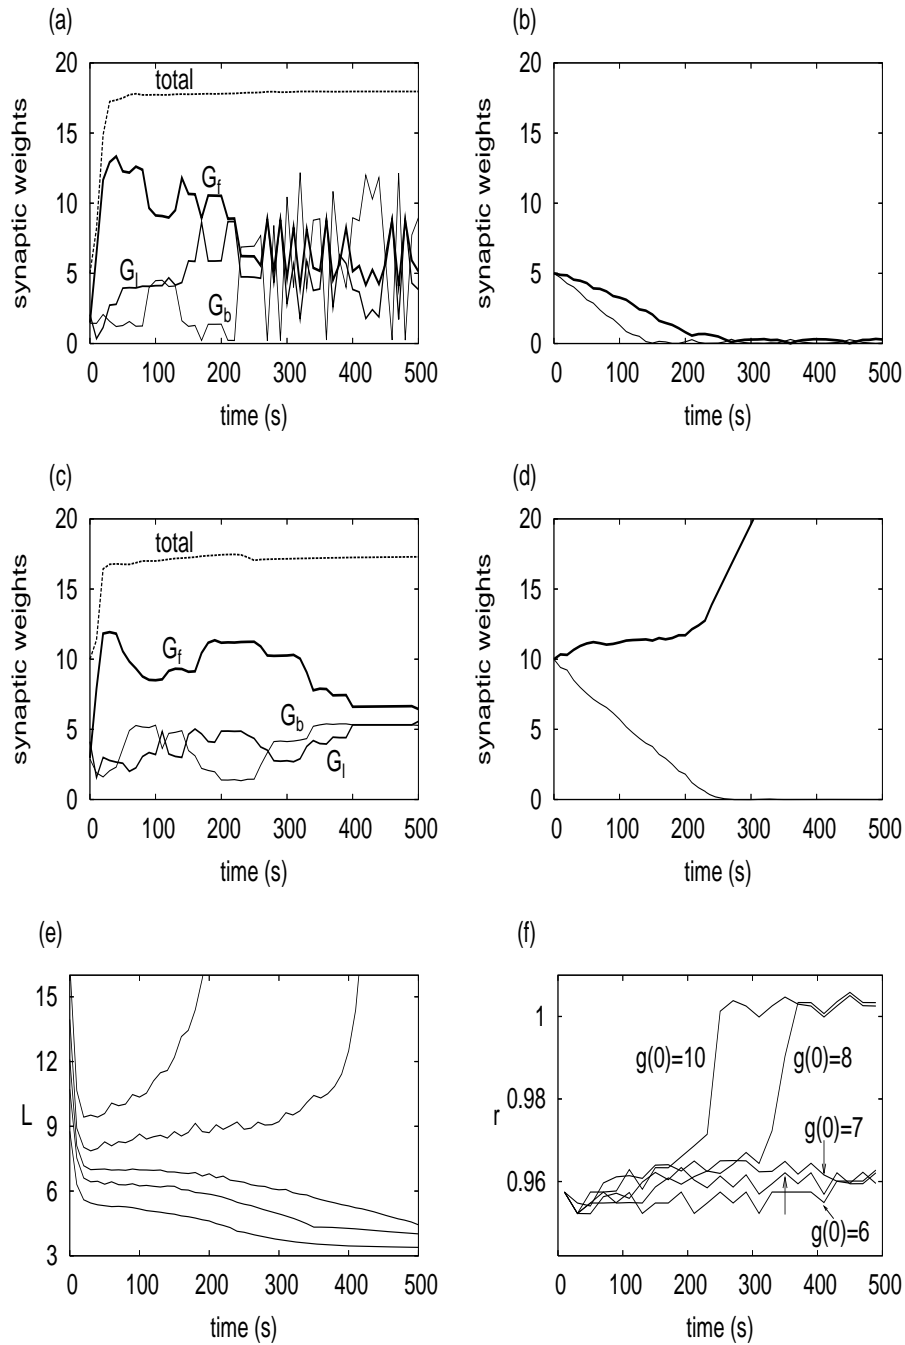 (a)
20
15
10
5
0
synaptic weights
total
G_f
G_l
G_b
0 100 200 300 400 500
time (s)
(b)
20
15
10
5
0
synaptic weights
0 100 200 300 400 500
time (s)
(c)
20
15
10
5
0
synaptic weights
total
G_f
G_b
G_l
0 100 200 300 400 500
time (s)
(d)
20
15
10
5
0
synaptic weights
0 100 200 300 400 500
time (s)
(e)
15
12
9
6
3
L
0 100 200 300 400 500
time (s)
(f)
1
0.98
0.96
r
g(0)=10
g(0)=8
g(0)=7
g(0)=6
0 100 200 300 400 500
time (s)